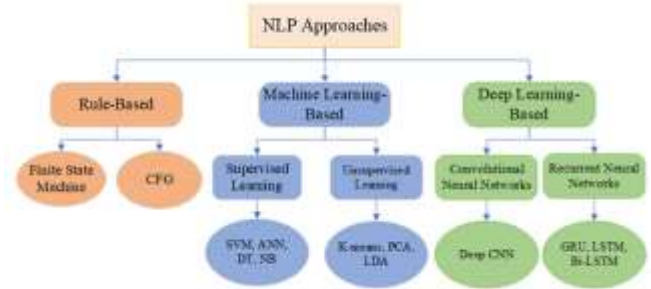 NLP Approaches
Rule-Based
Machine Learning-
Based
Deep Learning-
Based
Finite State
Machine
CFG
Supervised
Learning
Unsupervised
Learning
Convolutional
Neural Networks
Recurrent Neural
Networks
SVM, ANN,
DT, NB
K-means, PCA,
LDA
Deep CNN
GRU, LSTM,
Bi-LSTM